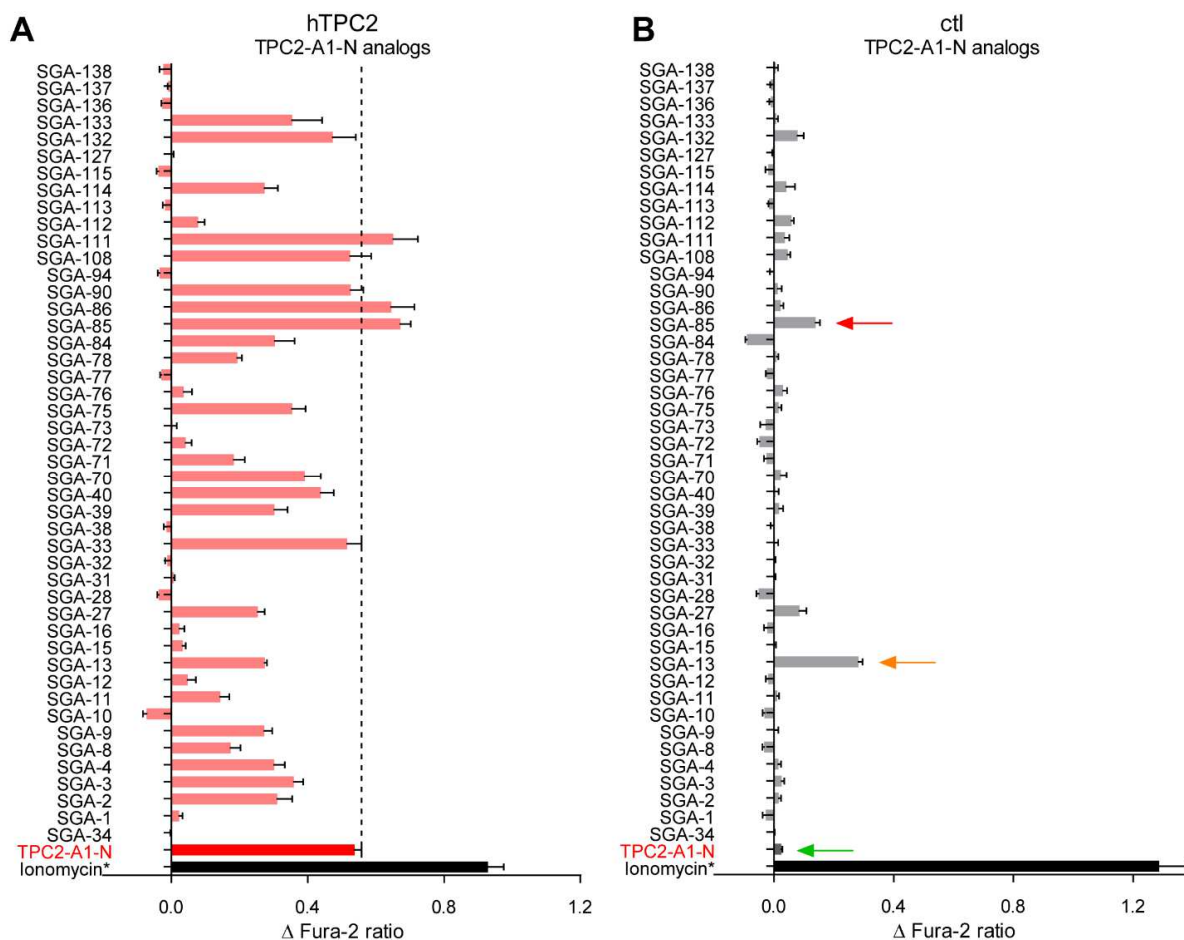 A
hTPC2
TPC2-A1-N analogs
SGA-138
SGA-137
SGA-136
SGA-133
SGA-132
SGA-127
SGA-115
SGA-114
SGA-113
SGA-112
SGA-111
SGA-108
SGA-94
SGA-90
SGA-86
SGA-85
SGA-84
SGA-78
SGA-77
SGA-76
SGA-75
SGA-73
SGA-72
SGA-71
SGA-70
SGA-40
SGA-39
SGA-38
SGA-33
SGA-32
SGA-31
SGA-28
SGA-27
SGA-16
SGA-15
SGA-13
SGA-12
SGA-11
SGA-10
SGA-9
SGA-8
SGA-4
SGA-3
SGA-2
SGA-1
SGA-34
TPC2-A1-N
Ionomycin*
0.0 0.4 0.8 1.2
Δ Fura-2 ratio
B
ctl
TPC2-A1-N analogs
SGA-138
SGA-137
SGA-136
SGA-133
SGA-132
SGA-127
SGA-115
SGA-114
SGA-113
SGA-112
SGA-111
SGA-108
SGA-94
SGA-90
SGA-86
SGA-85
SGA-84
SGA-78
SGA-77
SGA-76
SGA-75
SGA-73
SGA-72
SGA-71
SGA-70
SGA-40
SGA-39
SGA-38
SGA-33
SGA-32
SGA-31
SGA-28
SGA-27
SGA-16
SGA-15
SGA-13
SGA-12
SGA-11
SGA-10
SGA-9
SGA-8
SGA-4
SGA-3
SGA-2
SGA-1
SGA-34
TPC2-A1-N
Ionomycin*
0.0 0.4 0.8 1.2
Δ Fura-2 ratio